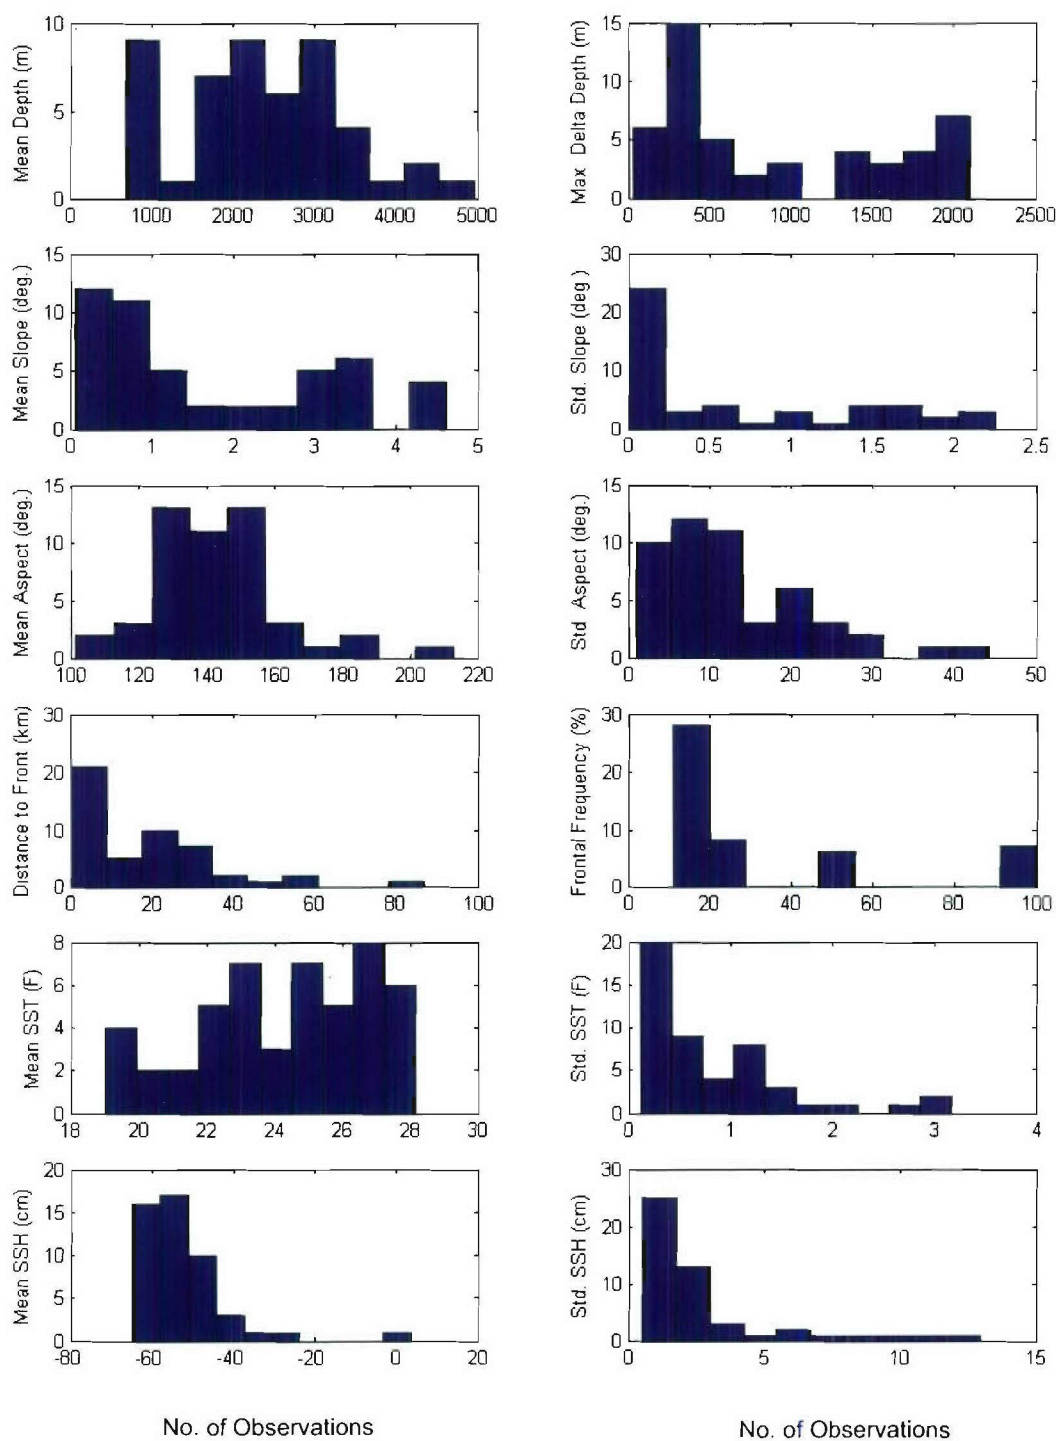 Mean Depth (m)
10
5
0
0 1000 2000 3000 4000 5000
Max Delta Depth (m)
15
10
5
0
0 500 1000 1500 2000 2500
Mean Slope (deg.)
15
10
5
0
0 1 2 3 4 5
Std. Slope (deg )
30
20
10
0
0 0.5 1 1.5 2 2.5
Mean Aspect (deg.)
15
10
5
0
100 120 140 160 180 200 220
Std Aspect (deg.)
15
10
5
0
0 10 20 30 40 50
Distance to Front (km)
30
20
10
0
0 20 40 60 80 100
Frontal Frequency (%)
30
20
10
0
0 20 40 60 80 100
Mean SST (F)
8
6
4
2
0
18 20 22 24 26 28 30
Std. SST (F)
20
15
10
5
0
0 1 2 3 4
Mean SSH (cm)
20
15
10
5
0
-80 -60 -40 -20 0 20
Std. SSH (cm)
30
20
10
0
0 5 10 15
No. of Observations
No. of Observations